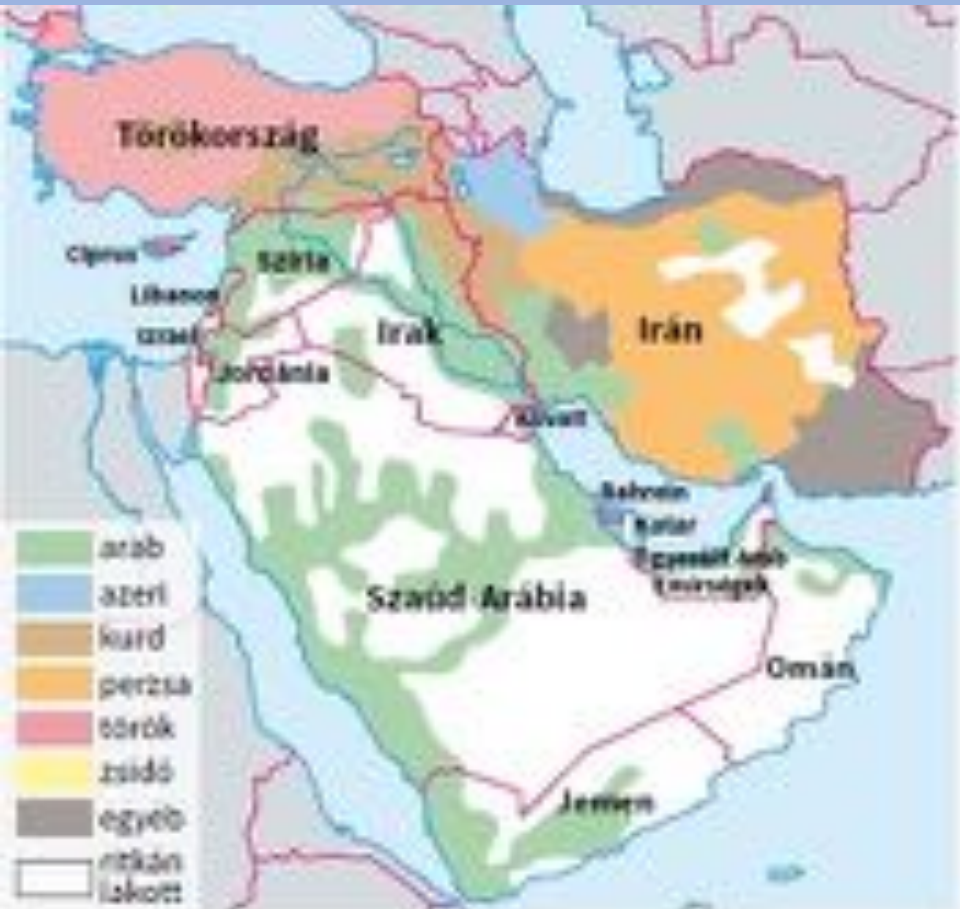 Törökország
Ciprus
Szíria
Libanon
Izrael
Irak
Irán
Jordánia
Kuvait
Bahrein
Katar
Egyesült Arab
Emírségek
Szaúd-Arábia
Omán
Jemen
arab
azeri
kurd
perzsa
török
zsidó
egyéb
ritkán
lakott